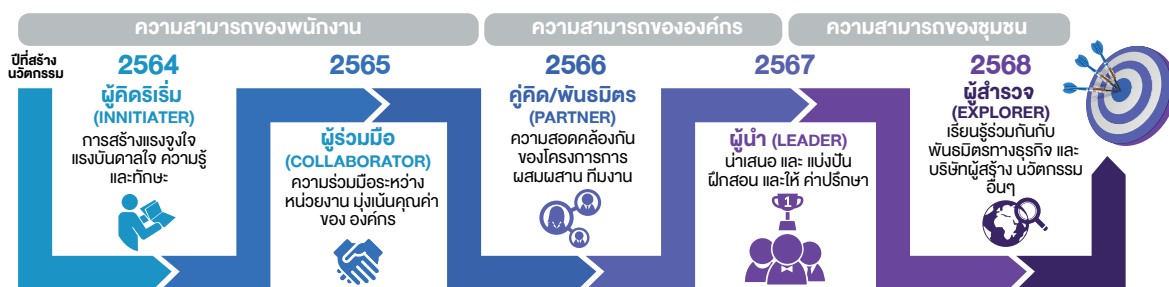 ความสามารถของพนักงาน
ความสามารถขององค์กร
ความสามารถของชุมชน
ปีที่สร้าง
นวัตกรรม
2564
ผู้คิดริเริ่ม
(INNITIATER)
การสร้างแรงจูงใจ
แรงบันดาลใจ ความรู้
และทักษะ
2565
ผู้ร่วมมือ
(COLLABORATOR)
ความร่วมมือระหว่าง
หน่วยงาน มุ่งเน้นคุณค่า
ของ องค์กร
2566
คู่คิด/พันธมิตร
(PARTNER)
ความสอดคล้องกัน
ของโครงการการ
ผสมผสาน ทีมงาน
2567
ผู้นำ (LEADER)
นำเสนอ และ แบ่งปัน
ฝึกสอน และให้ คำปรึกษา
1
2568
ผู้สำรวจ
(EXPLORER)
เรียนรู้ร่วมกันกับ
พันธมิตรทางธุรกิจ และ
บริษัทผู้สร้าง นวัตกรรม
อื่นๆ